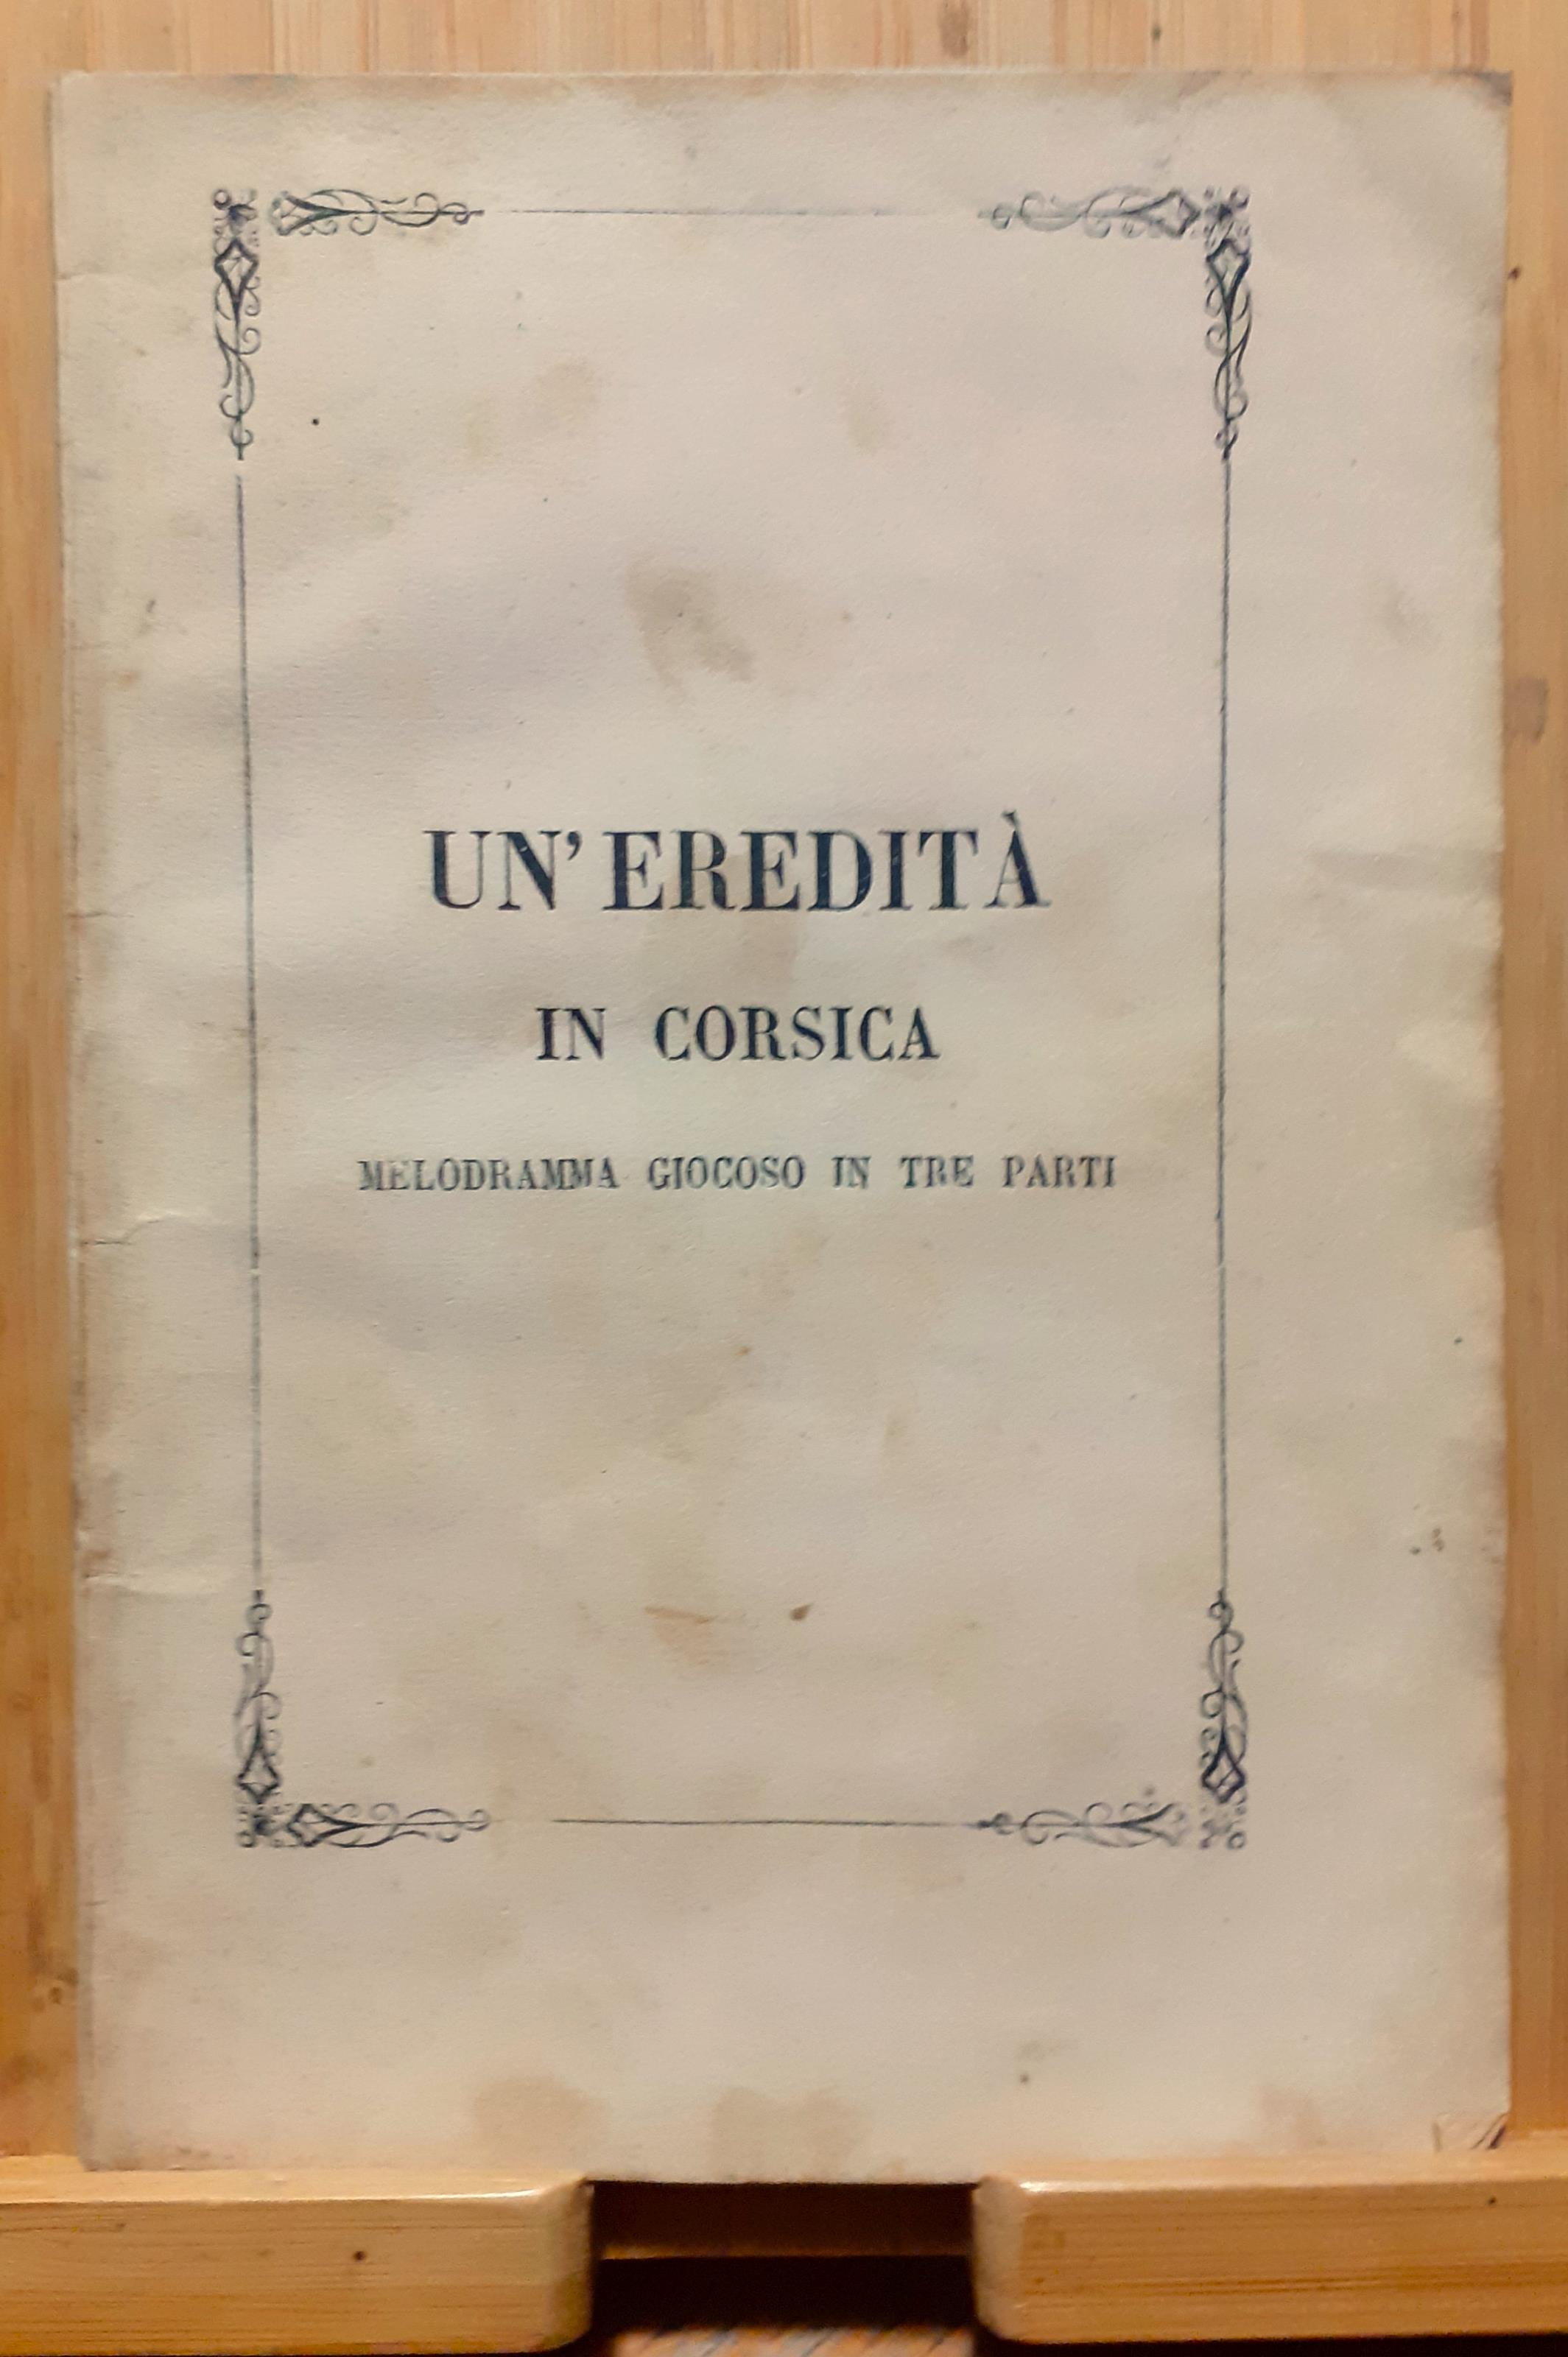 UN' EREDITÀ
IN CORSICA
MELODRAMMA GIOCOSO IN TRE PARTI